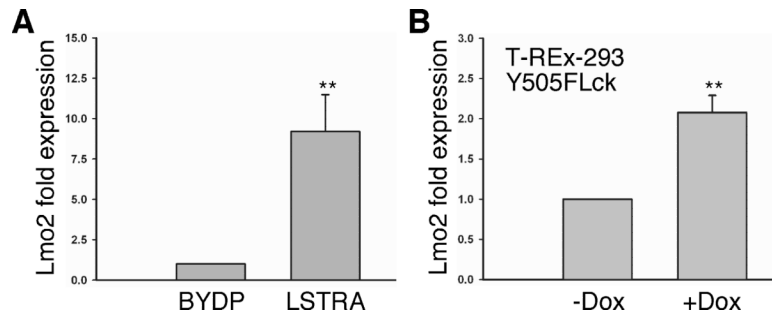 A
Lmo2 fold expression
15.0
12.5
10.0
7.5
5.0
2.5
0.0
**
BYDP
LSTRA
B
Lmo2 fold expression
3.0
2.5
2.0
1.5
1.0
0.5
0.0
T-REx-293
Y505FLck
**
-Dox
+Dox